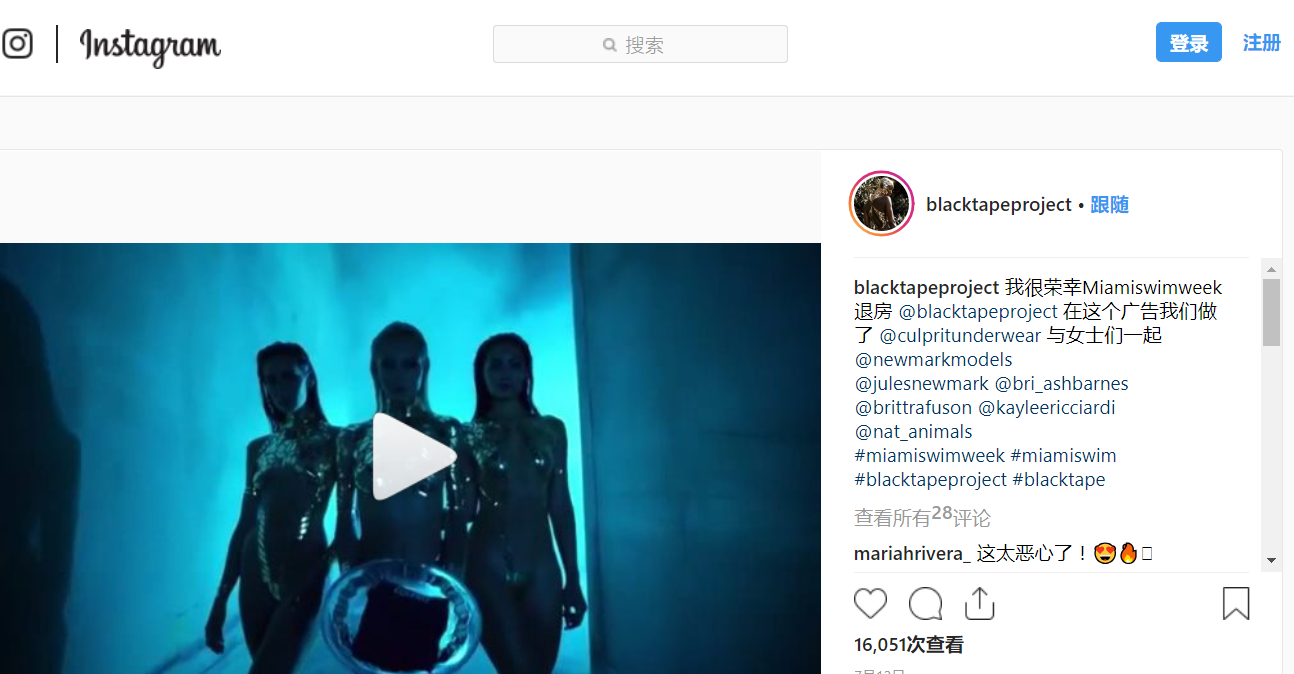 Instagram
搜索
登录
注册
blacktapeproject • 跟随
blacktapeproject 我很荣幸Miamiswimweek
退房 @blacktapeproject 在这个广告我们做
了 @culpritunderwear 与女士们一起
@newmarkmodels
@julesnewmark @bri_ashbarnes
@brittrafuson @kayleericciardi
@nat_animals
#miamiswimweek #miamiswim
#blacktapeproject #blacktape
查看所有28评论
mariahrivera_ 这太恶心了！😍🔥
16,051次查看